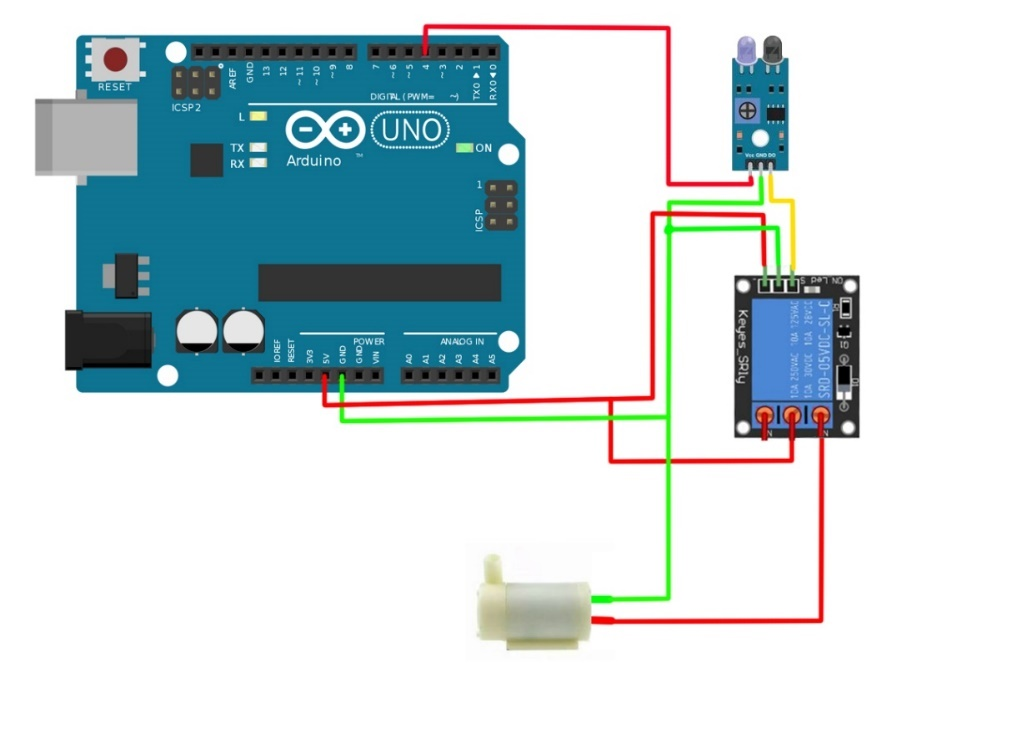 RESET
ICSP2
AREF
GND
13
12
~11
~10
~9
8
7
~6
~5
4
~3
2
TX0 ▶ 1
RX0 ◀ 0
DIGITAL (PWM= ~)
L
TX
RX
Arduino
TM
UNO
ON
1
ICSP
POWER
ANALOG IN
IOREF
RESET
3V3
5V
GND
GND
VIN
A0
A1
A2
A3
A4
A5
Vcc GND DO
ON_Led
S
-
Keyes_SRly
10A 250VAC 10A 125VAC
10A 30VDC 10A 28VDC
SRD-05VDC-SL-C